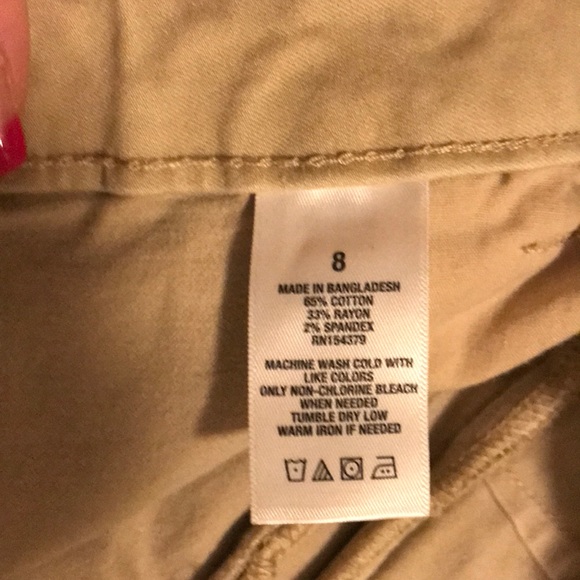 8
MADE IN BANGLADESH
65% COTTON
33% RAYON
2% SPANDEX
RN154379
MACHINE WASH COLD WITH
LIKE COLORS
ONLY NON-CHLORINE BLEACH
WHEN NEEDED
TUMBLE DRY LOW
WARM IRON IF NEEDED